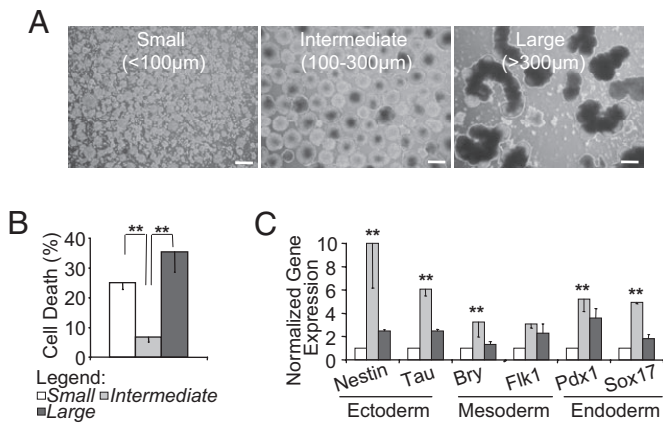 A
Small
(<100µm)
Intermediate
(100-300µm)
Large
(>300µm)
B
Cell Death (%)
40
30
20
10
0
** **
Legend:
Small Intermediate
Large
C
Normalized Gene
Expression
10
8
6
4
2
0
**
**
**
**
**
Nestin Tau Bry Flk1 Pdx1 Sox17
Ectoderm Mesoderm Endoderm